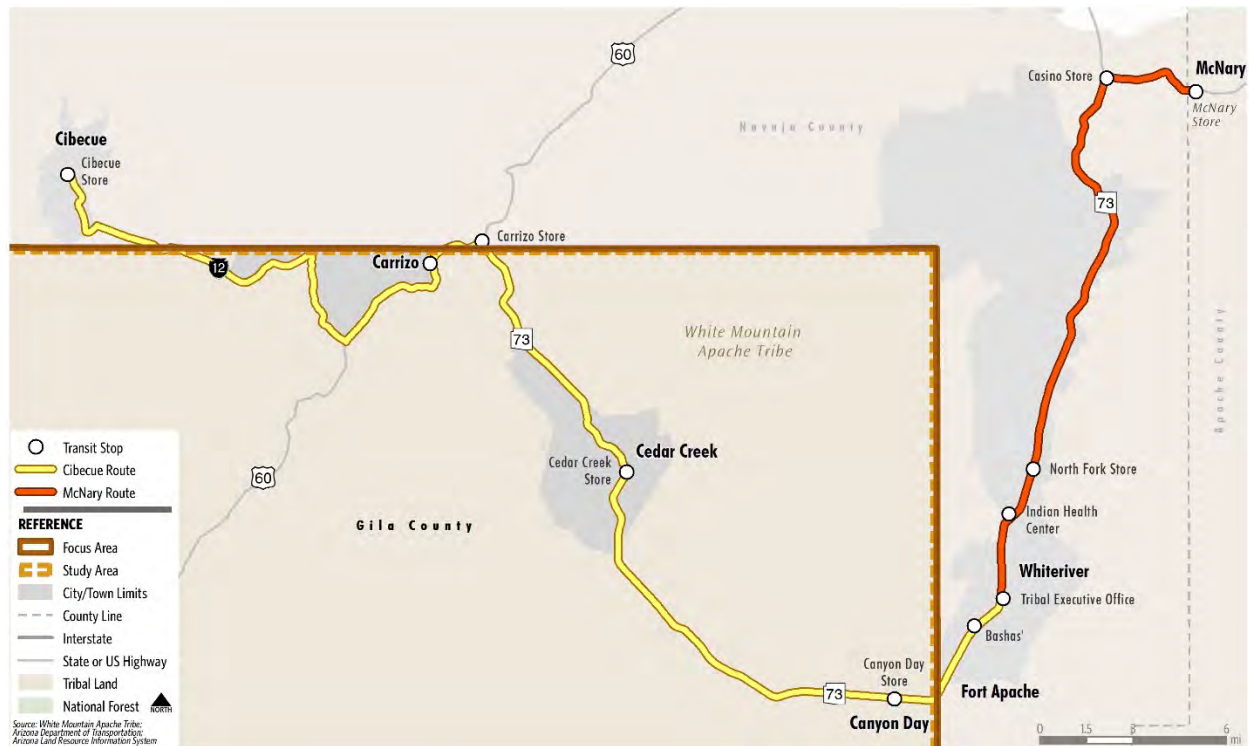 60
Casino Store
McNary
McNary
Store
Navajo County
Cibecue
Cibecue
Store
73
Carrizo Store
12
Carrizo
73
White Mountain
Apache Tribe
Apache County
60
Cedar Creek
Cedar Creek
Store
North Fork Store
Gila County
Indian Health
Center
Whiteriver
Tribal Executive Office
Bashas'
Canyon Day
Store
73
Fort Apache
Canyon Day
Transit Stop
Cibecue Route
McNary Route
REFERENCE
Focus Area
Study Area
City/Town Limits
County Line
Interstate
State or US Highway
Tribal Land
National Forest
NORTH
Source: White Mountain Apache Tribe;
Arizona Department of Transportation;
Arizona Land Resource Information System
0 1.5 3 6
mi